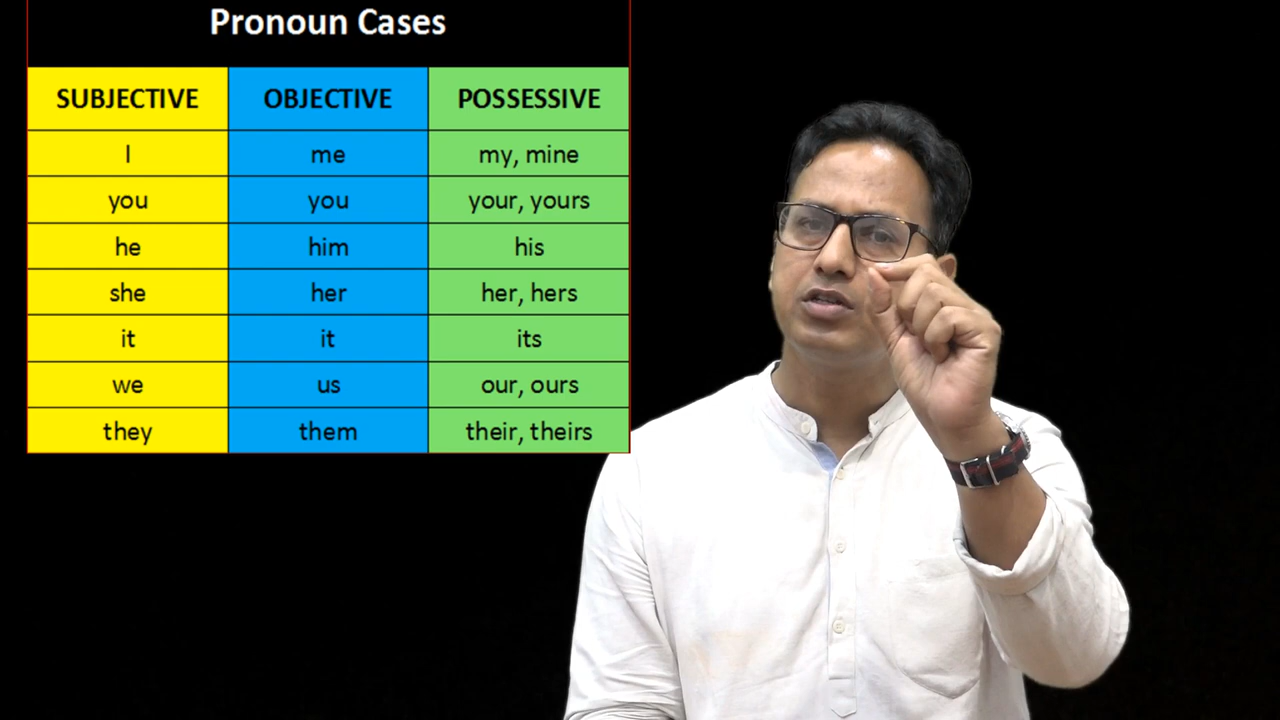 Pronoun Cases
SUBJECTIVE OBJECTIVE POSSESSIVE
I me my, mine
you you your, yours
he him his
she her her, hers
it it its
we us our, ours
they them their, theirs